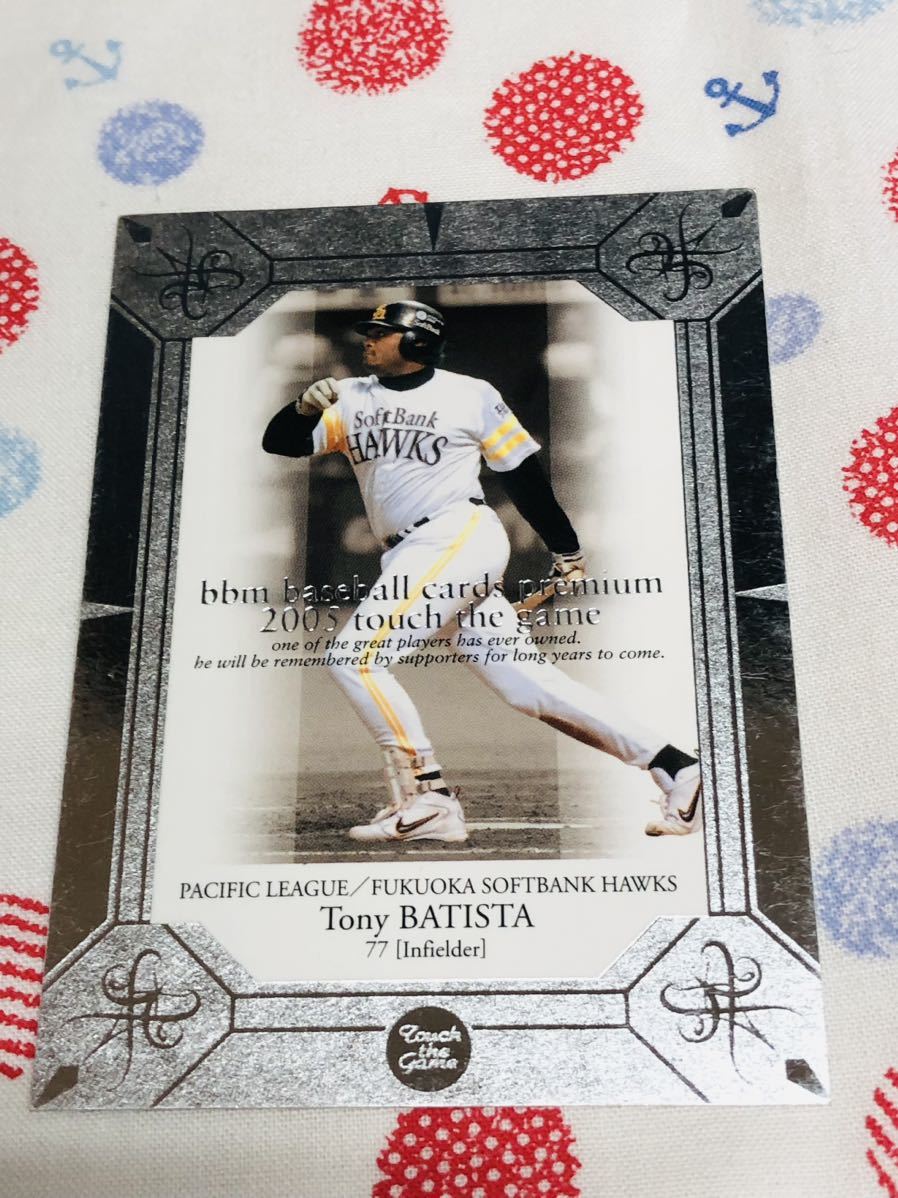 SoftBank
HAWKS
bbm baseball cards premium
2005 touch the game
one of the great players has ever owned.
he will be remembered by supporters for long years to come.
PACIFIC LEAGUE／FUKUOKA SOFTBANK HAWKS
Tony BATISTA
77 [Infielder]
Touch
the
Game